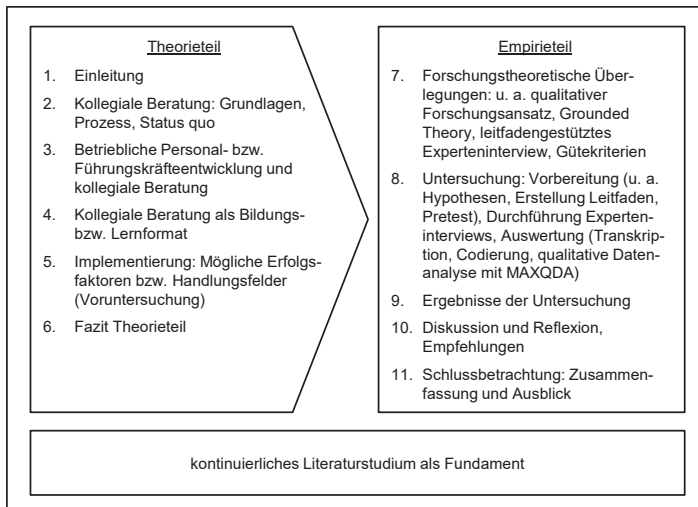 Theorieteil
1. Einleitung
2. Kollegiale Beratung: Grundlagen,
Prozess, Status quo
3. Betriebliche Personal- bzw.
Führungskräfteentwicklung und
kollegiale Beratung
4. Kollegiale Beratung als Bildungs-
bzw. Lernformat
5. Implementierung: Mögliche Erfolgs-
faktoren bzw. Handlungsfelder
(Voruntersuchung)
6. Fazit Theorieteil
Empirieteil
7. Forschungstheoretische Über-
legungen: u. a. qualitativer
Forschungsansatz, Grounded
Theory, leitfadengestütztes
Experteninterview, Gütekriterien
8. Untersuchung: Vorbereitung (u. a.
Hypothesen, Erstellung Leitfaden,
Pretest), Durchführung Experten-
interviews, Auswertung (Transkrip-
tion, Codierung, qualitative Daten-
analyse mit MAXQDA)
9. Ergebnisse der Untersuchung
10. Diskussion und Reflexion,
Empfehlungen
11. Schlussbetrachtung: Zusammen-
fassung und Ausblick
kontinuierliches Literaturstudium als Fundament